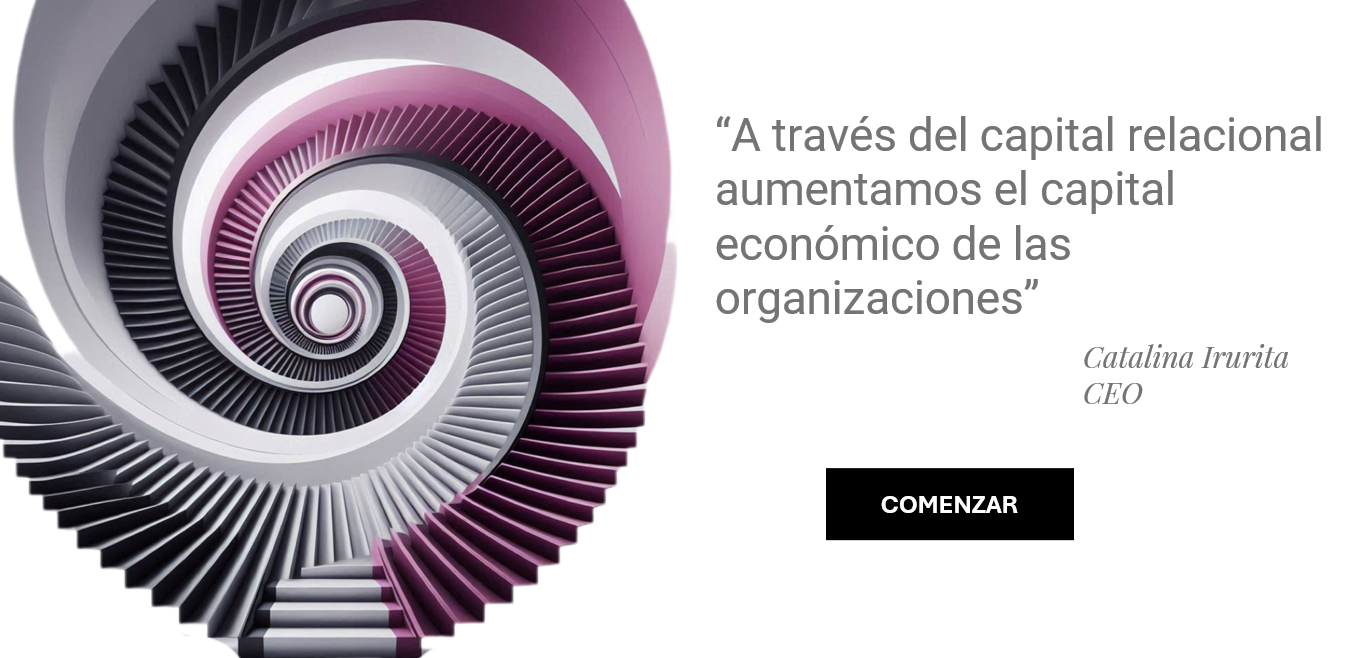 “A través del capital relacional
aumentamos el capital
económico de las
organizaciones”
Catalina Irurita
CEO
COMENZAR